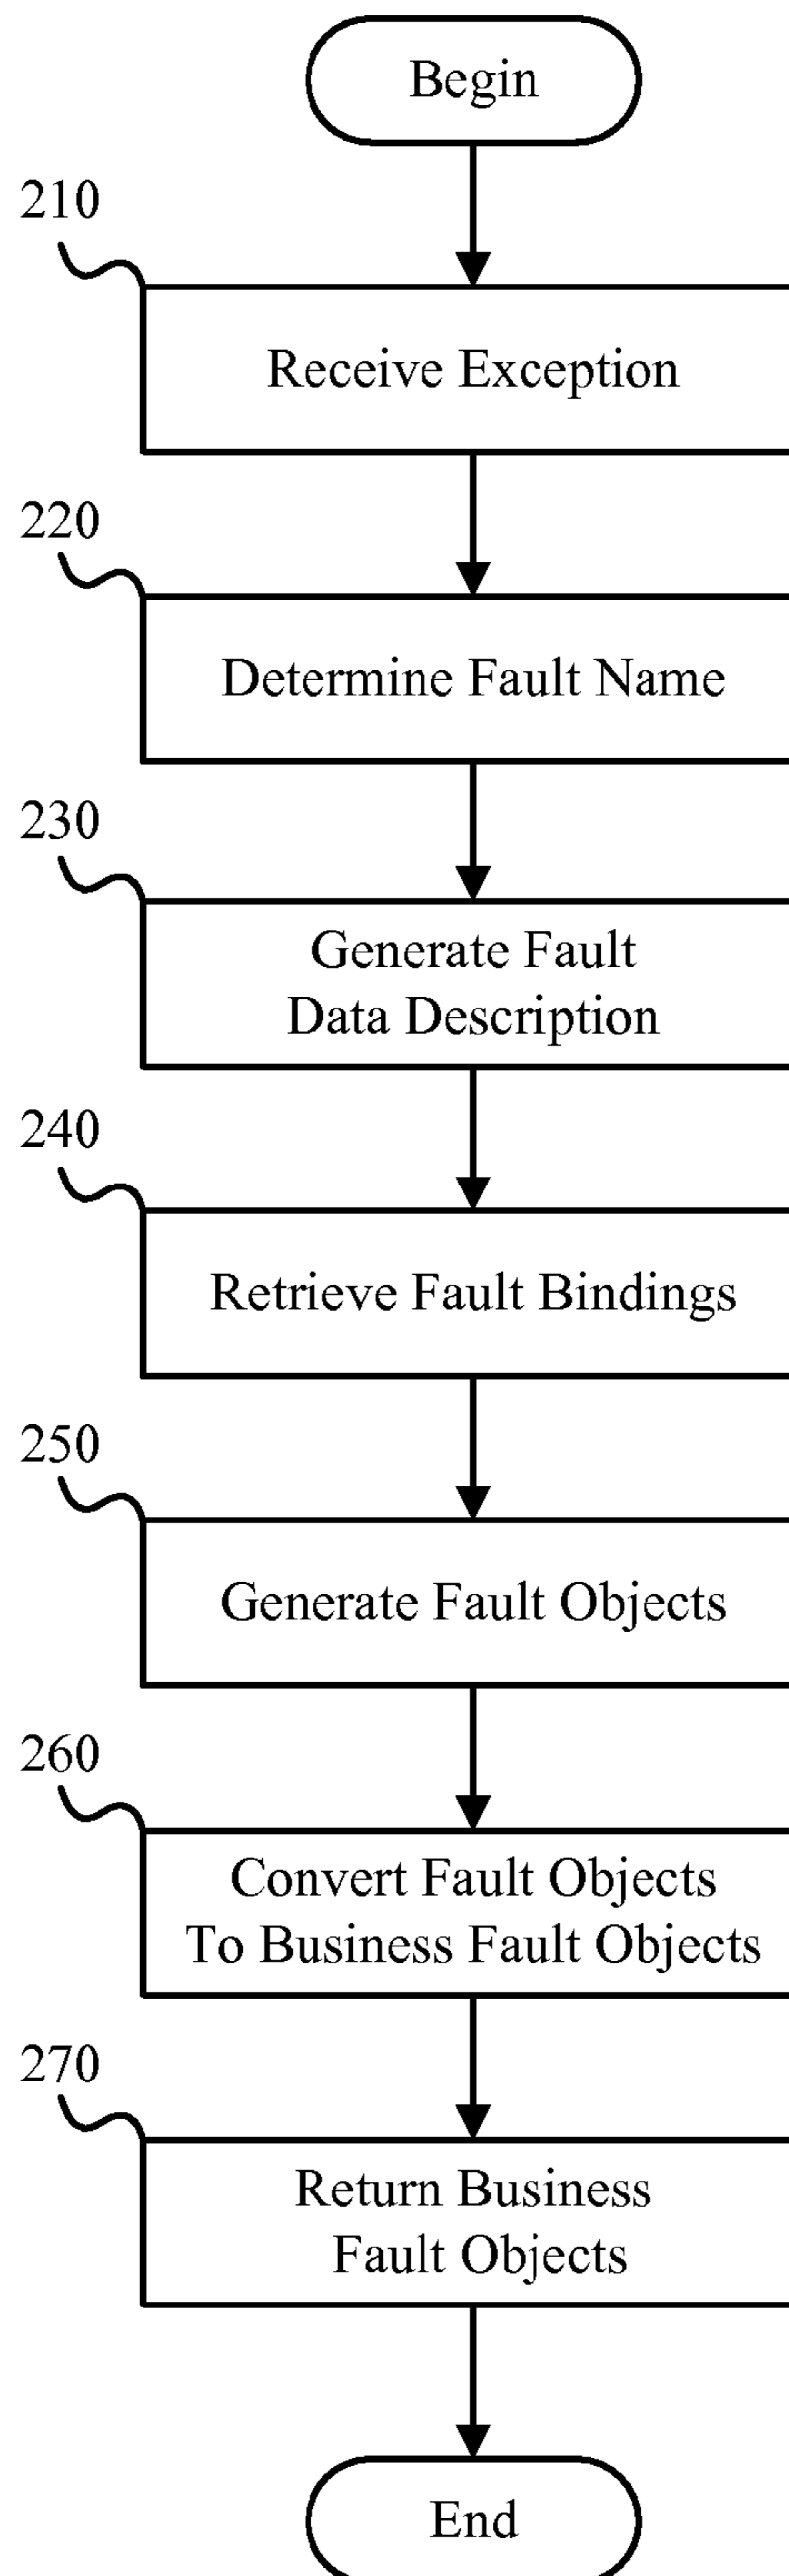 Begin
210
Receive Exception
220
Determine Fault Name
230
Generate Fault
Data Description
240
Retrieve Fault Bindings
250
Generate Fault Objects
260
Convert Fault Objects
To Business Fault Objects
270
Return Business
Fault Objects
End